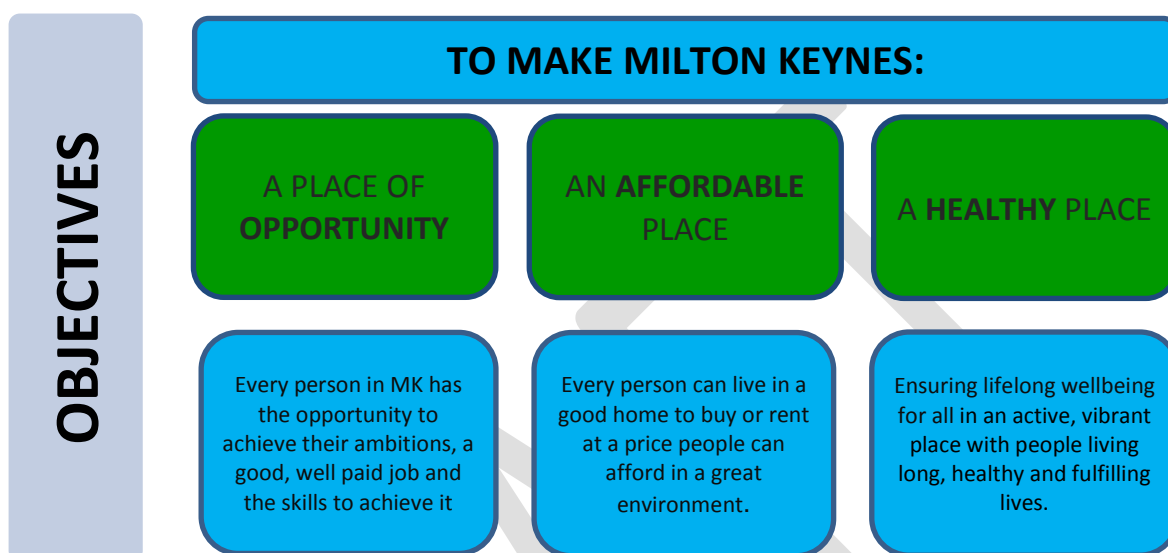 OBJECTIVES
TO MAKE MILTON KEYNES:
A PLACE OF
OPPORTUNITY
AN AFFORDABLE
PLACE
A HEALTHY PLACE
Every person in MK has
the opportunity to
achieve their ambitions, a
good, well paid job and
the skills to achieve it
Every person can live in a
good home to buy or rent
at a price people can
afford in a great
environment.
Ensuring lifelong wellbeing
for all in an active, vibrant
place with people living
long, healthy and fulfilling
lives.